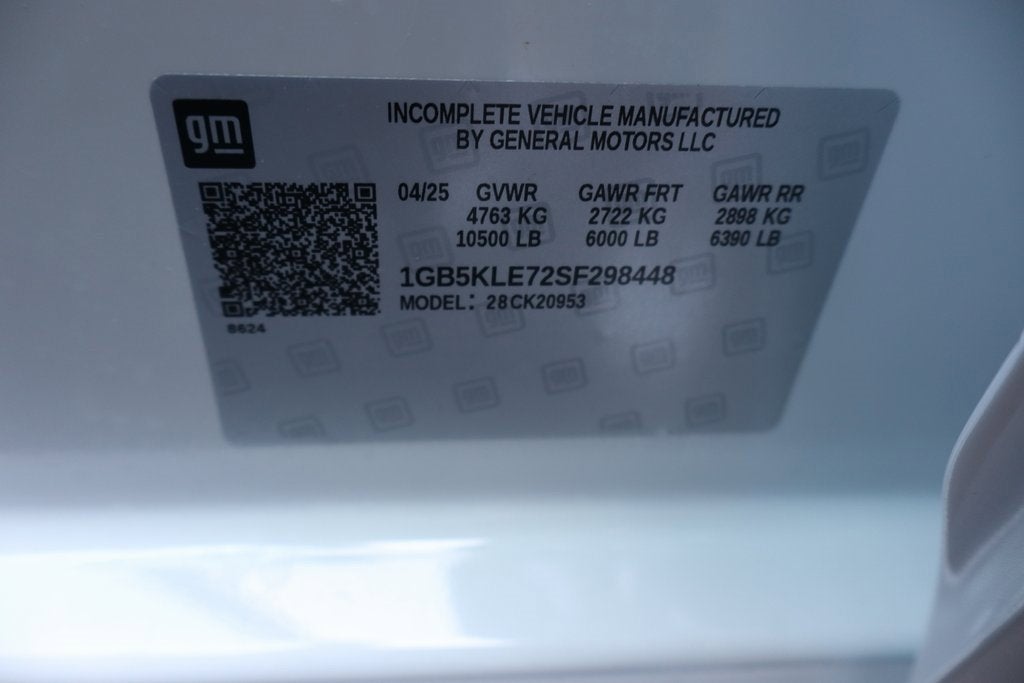 gm
INCOMPLETE VEHICLE MANUFACTURED
BY GENERAL MOTORS LLC
04/25 GVWR GAWR FRT GAWR RR
4763 KG 2722 KG 2898 KG
10500 LB 6000 LB 6390 LB
1GB5KLE72SF298448
MODEL: 28CK20953
8624